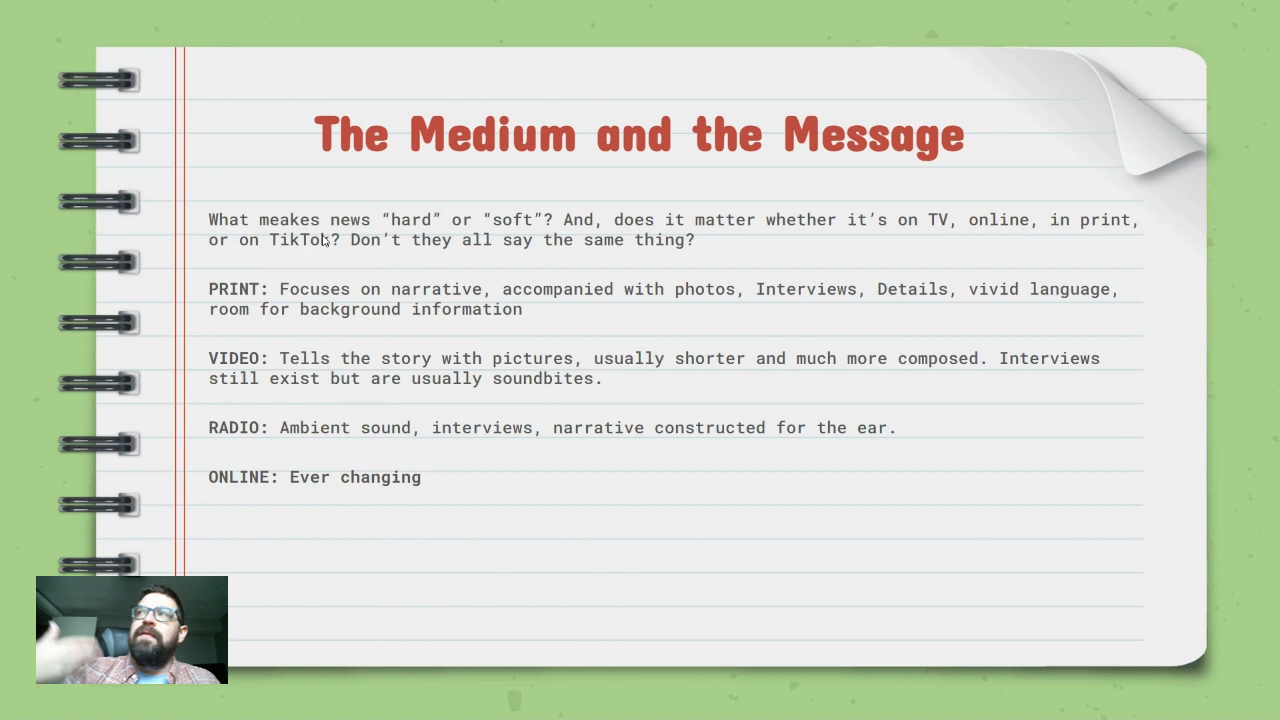 The Medium and the Message
What meakes news “hard” or “soft”? And, does it matter whether it’s on TV, online, in print,
or on TikTok? Don’t they all say the same thing?
PRINT: Focuses on narrative, accompanied with photos, Interviews, Details, vivid language,
room for background information
VIDEO: Tells the story with pictures, usually shorter and much more composed. Interviews
still exist but are usually soundbites.
RADIO: Ambient sound, interviews, narrative constructed for the ear.
ONLINE: Ever changing